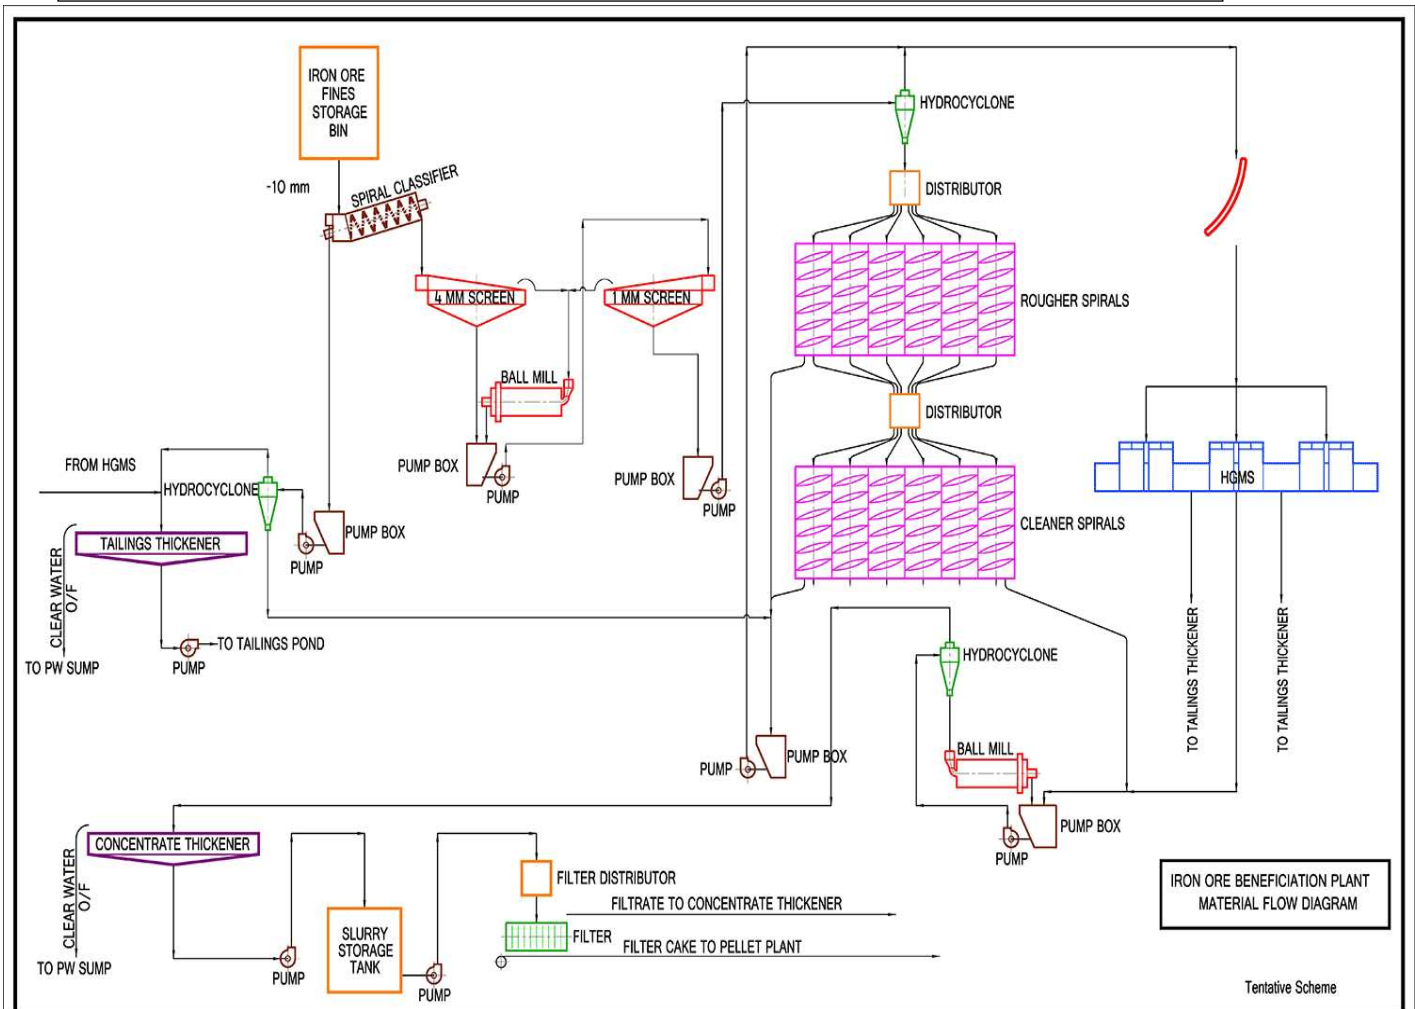 IRON ORE
FINES
STORAGE
BIN
-10 mm
SPIRAL CLASSIFIER
4 MM SCREEN
1 MM SCREEN
BALL MILL
PUMP BOX
PUMP
PUMP BOX
PUMP
HYDROCYCLONE
DISTRIBUTOR
ROUGHER SPIRALS
DISTRIBUTOR
CLEANER SPIRALS
HGMS
TO TAILINGS THICKENER
TO TAILINGS THICKENER
FROM HGMS
HYDROCYCLONE
PUMP BOX
PUMP
TAILINGS THICKENER
CLEAR WATER
O/F
TO PW SUMP
PUMP
TO TAILINGS POND
HYDROCYCLONE
BALL MILL
PUMP BOX
PUMP
PUMP BOX
PUMP
CONCENTRATE THICKENER
CLEAR WATER
O/F
TO PW SUMP
PUMP
SLURRY
STORAGE
TANK
PUMP
FILTER DISTRIBUTOR
FILTRATE TO CONCENTRATE THICKENER
FILTER
FILTER CAKE TO PELLET PLANT
IRON ORE BENEFICIATION PLANT
MATERIAL FLOW DIAGRAM
Tentative Scheme